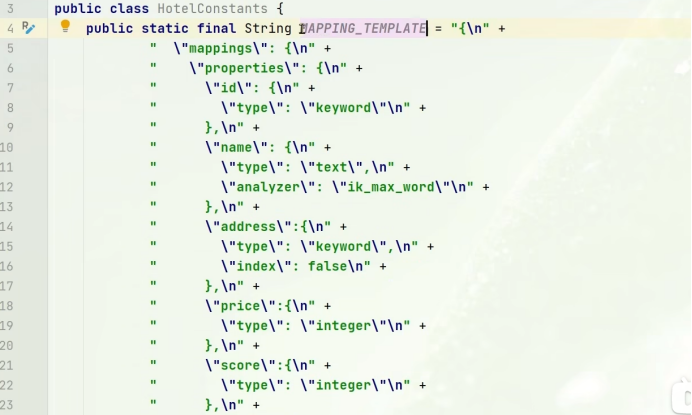 3 public class HotelConstants {
4 public static final String MAPPING_TEMPLATE = "{\n" +
5 "  \"mappings\": {\n" +
6 "    \"properties\": {\n" +
7 "      \"id\": {\n" +
8 "        \"type\": \"keyword\"\n" +
9 "      },\n" +
10 "      \"name\": {\n" +
11 "        \"type\": \"text\",\n" +
12 "        \"analyzer\": \"ik_max_word\"\n" +
13 "      },\n" +
14 "      \"address\":{\n" +
15 "        \"type\": \"keyword\",\n" +
16 "        \"index\": false\n" +
17 "      },\n" +
18 "      \"price\":{\n" +
19 "        \"type\": \"integer\"\n" +
20 "      },\n" +
21 "      \"score\":{\n" +
22 "        \"type\": \"integer\"\n" +
23 "      },\n" +